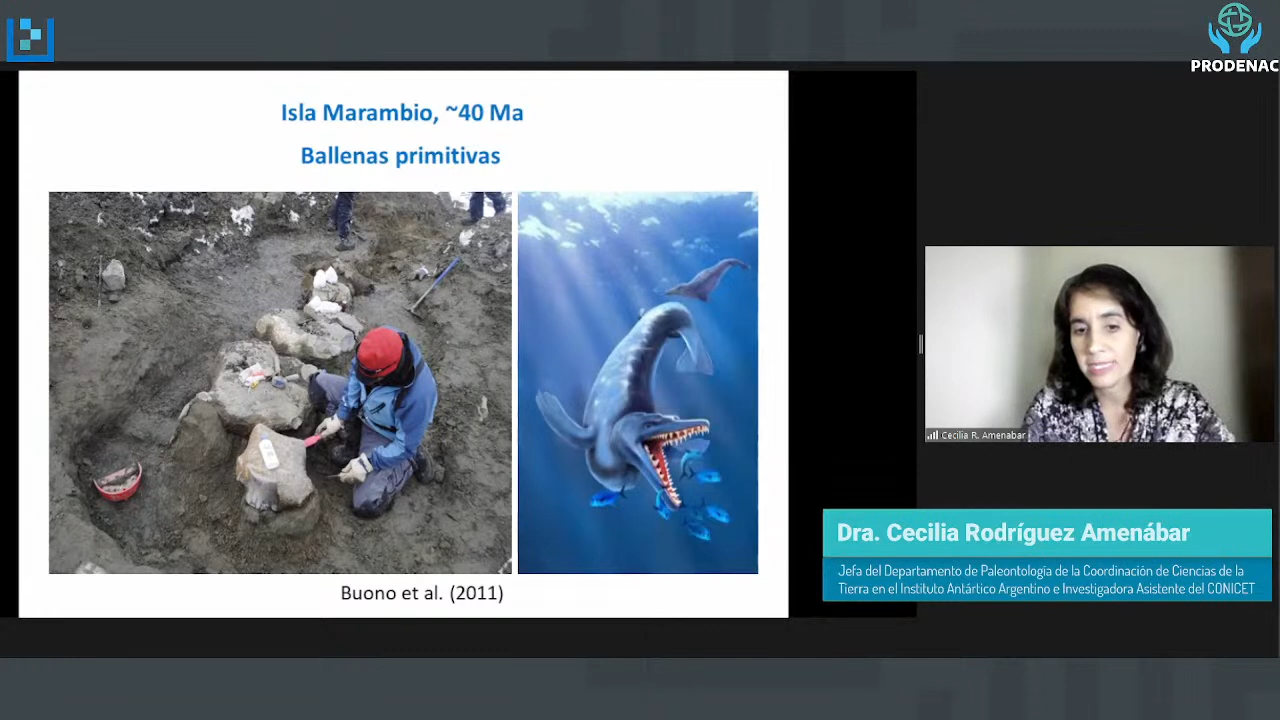 PRODENAC
Isla Marambio, ~40 Ma
Ballenas primitivas
Buono et al. (2011)
Cecilia R. Amenabar
Dra. Cecilia Rodríguez Amenábar
Jefa del Departamento de Paleontología de la Coordinación de Ciencias de la
Tierra en el Instituto Antártico Argentino e Investigadora Asistente del CONICET